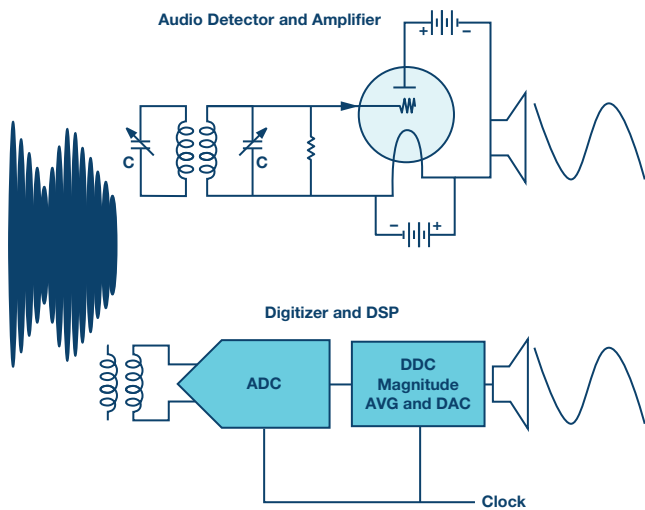 Audio Detector and Amplifier
+ −
C
C
− +
Digitizer and DSP
ADC
DDC
Magnitude
AVG and DAC
Clock